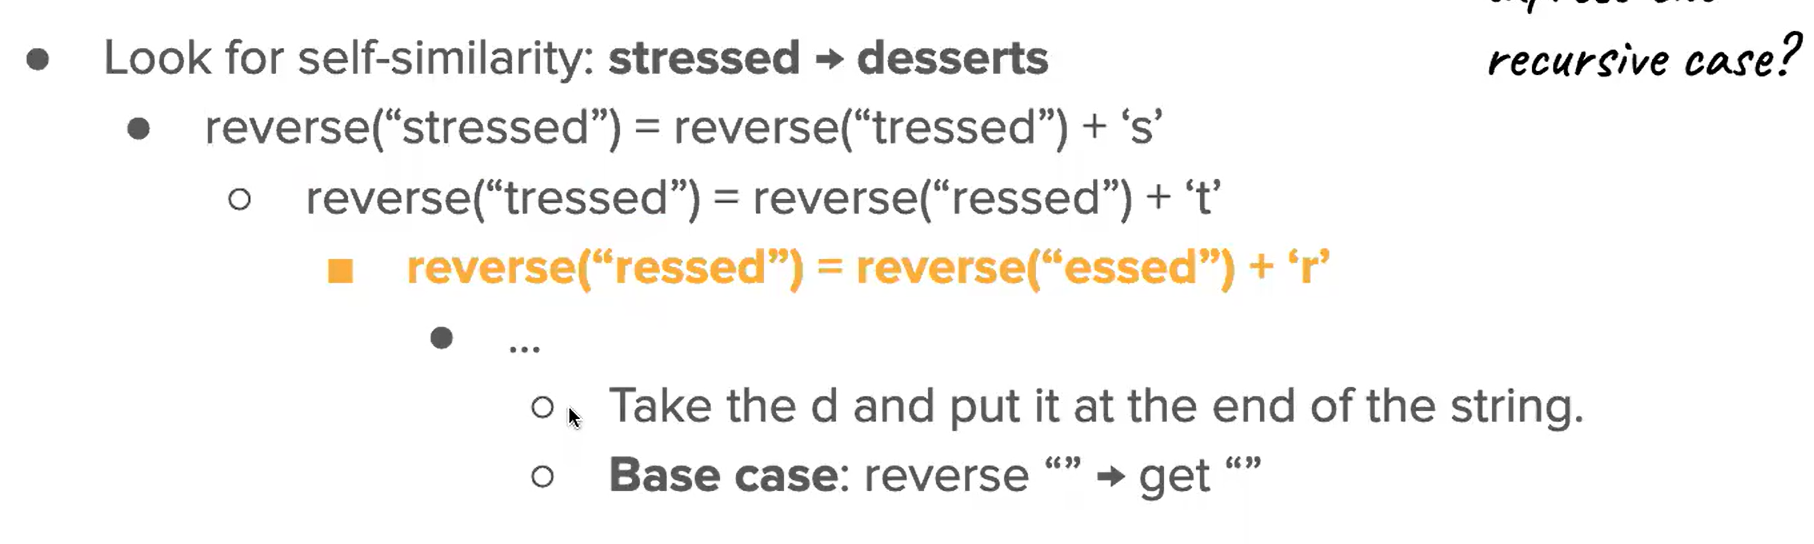 Look for self-similarity: stressed → desserts
recursive case?
reverse(“stressed”) = reverse(“tressed”) + ‘s’
reverse(“tressed”) = reverse(“ressed”) + ‘t’
reverse(“ressed”) = reverse(“essed”) + ‘r’
...
Take the d and put it at the end of the string.
Base case: reverse “” → get “”